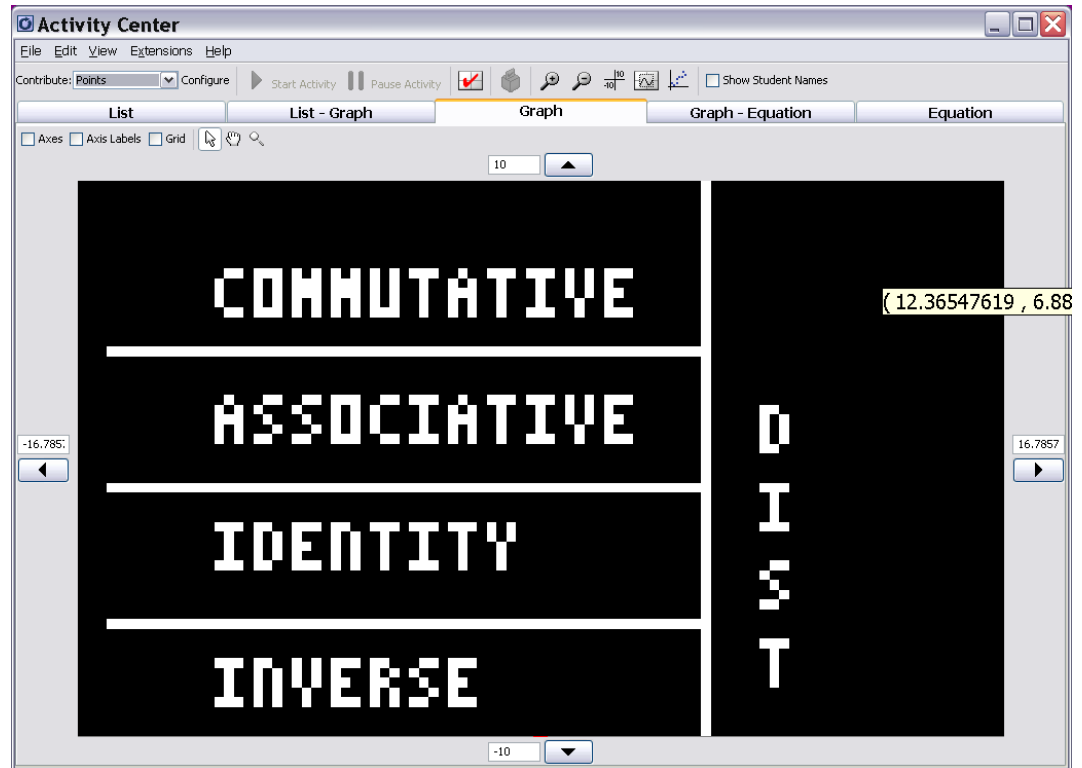 Activity Center
File Edit View Extensions Help
Contribute: Points Configure Start Activity Pause Activity Show Student Names
List List - Graph Graph Graph - Equation Equation
Axes Axis Labels Grid
10
COMMUTATIVE
( 12.36547619 , 6.88
ASSOCIATIVE
-16.785
16.7857
IDENTITY
INVERSE
D
I
S
T
-10